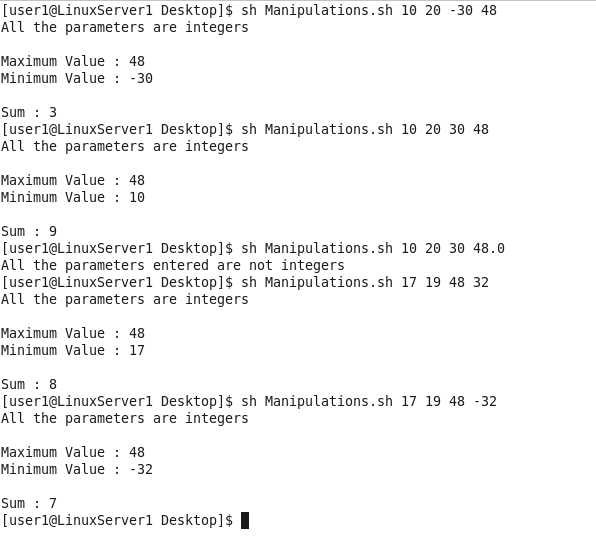 [user1@LinuxServer1 Desktop]$ sh Manipulations.sh 10 20 -30 48
All the parameters are integers
Maximum Value : 48
Minimum Value : -30
Sum : 3
[user1@LinuxServer1 Desktop]$ sh Manipulations.sh 10 20 30 48
All the parameters are integers
Maximum Value : 48
Minimum Value : 10
Sum : 9
[user1@LinuxServer1 Desktop]$ sh Manipulations.sh 10 20 30 48.0
All the parameters entered are not integers
[user1@LinuxServer1 Desktop]$ sh Manipulations.sh 17 19 48 32
All the parameters are integers
Maximum Value : 48
Minimum Value : 17
Sum : 8
[user1@LinuxServer1 Desktop]$ sh Manipulations.sh 17 19 48 -32
All the parameters are integers
Maximum Value : 48
Minimum Value : -32
Sum : 7
[user1@LinuxServer1 Desktop]$